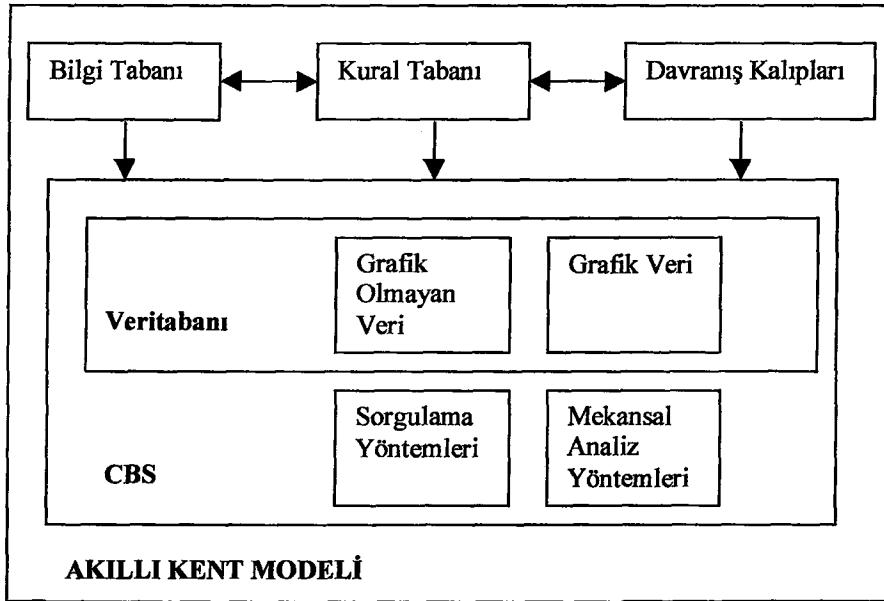 Bilgi Tabanı
Kural Tabanı
Davranış Kalıpları
Grafik
Olmayan
Veri
Grafik Veri
Veritabanı
Sorgulama
Yöntemleri
Mekansal
Analiz
Yöntemleri
CBS
AKILLI KENT MODELİ